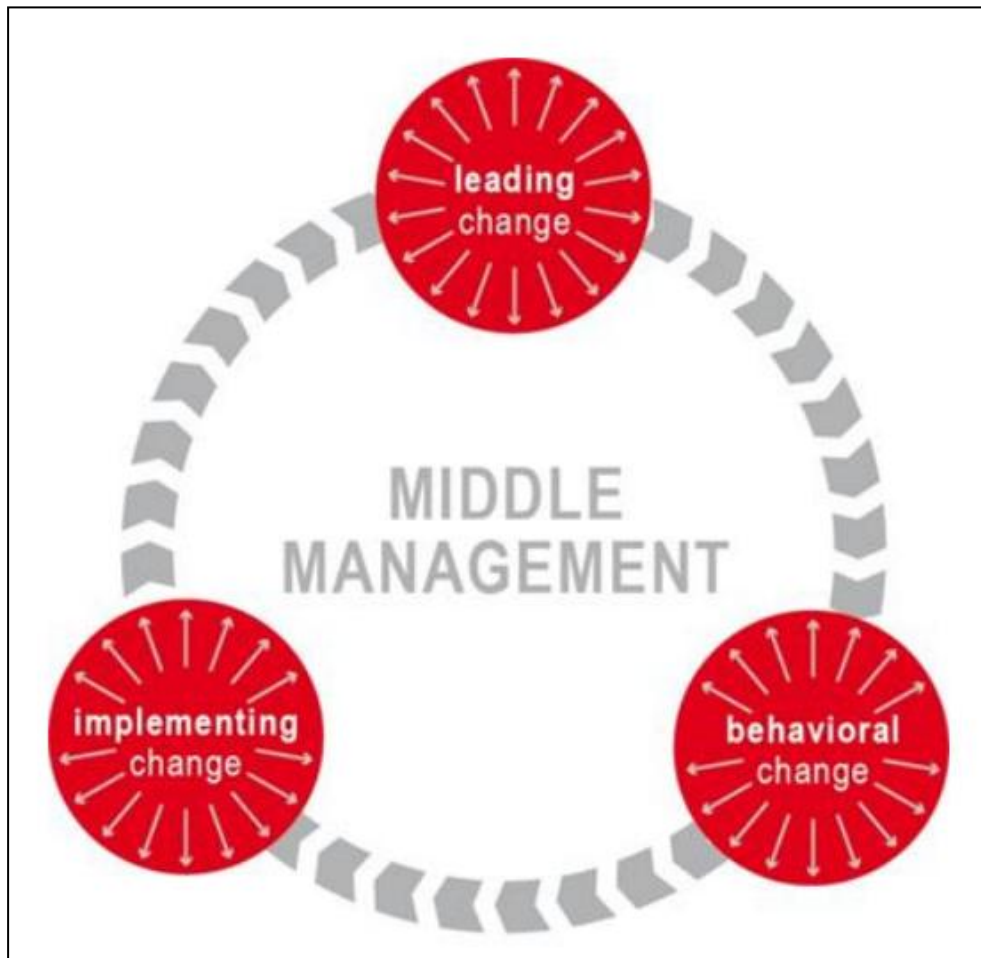 leading
change
MIDDLE
MANAGEMENT
implementing
change
behavioral
change